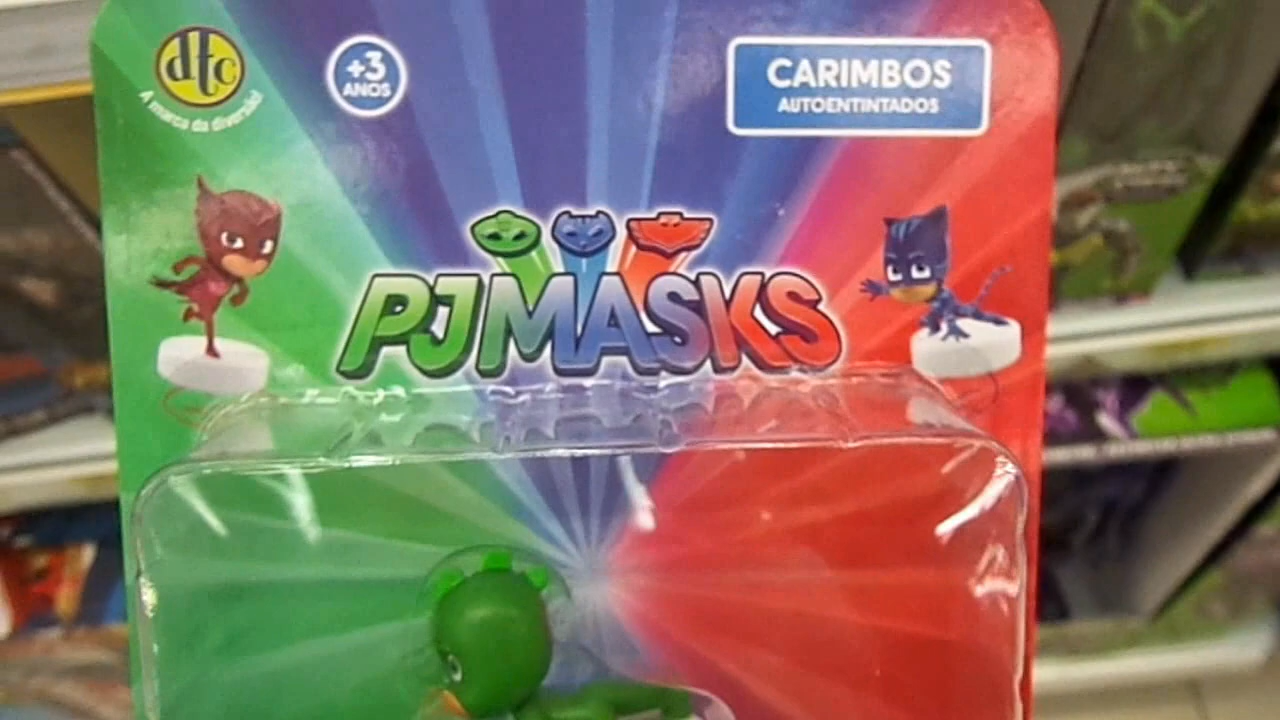 dtc
A marca da diversão!
+3
ANOS
CARIMBOS
AUTOENTINTADOS
PJMASKS